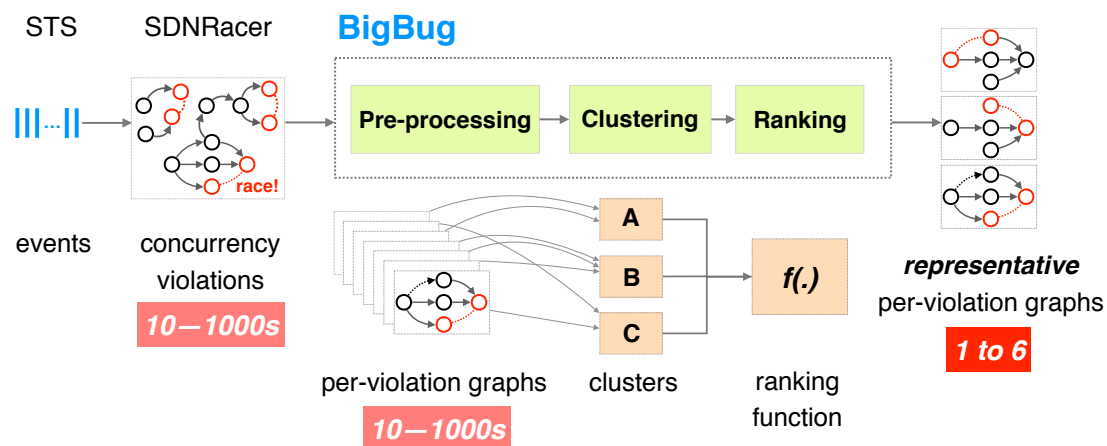 STS
SDNRacer
BigBug
|||...||
Pre-processing
Clustering
Ranking
race!
events
concurrency
violations
10—1000s
A
B
C
f(.)
per-violation graphs
10—1000s
clusters
ranking
function
representative
per-violation graphs
1 to 6